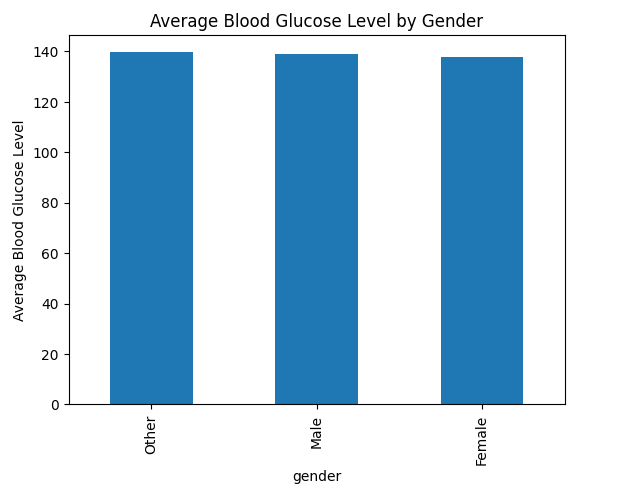 Average Blood Glucose Level by Gender
Average Blood Glucose Level
140
120
100
80
60
40
20
0
Other
Male
Female
gender